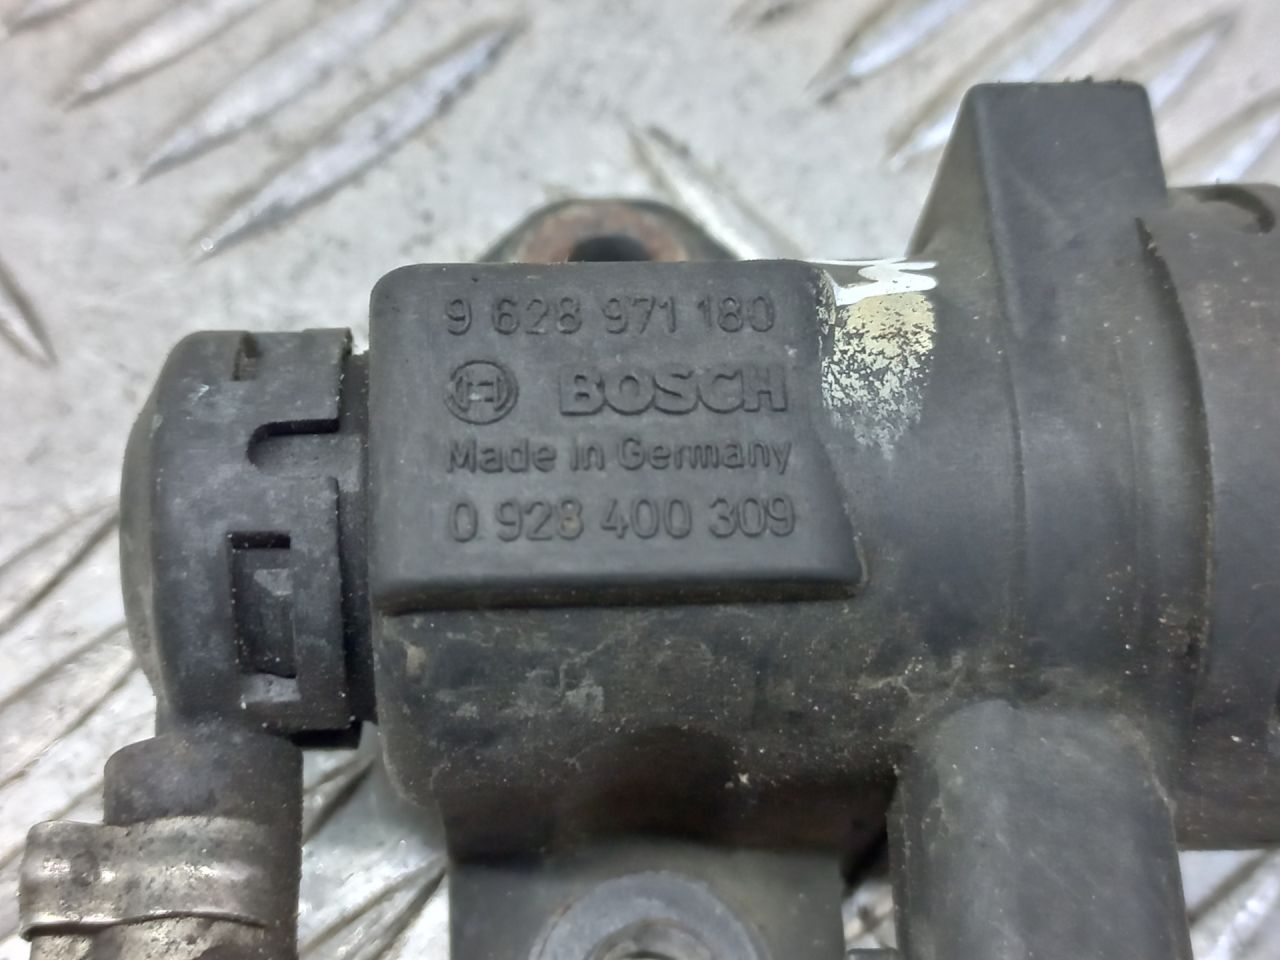 9 628 971 180
BOSCH
Made in Germany
0 928 400 309